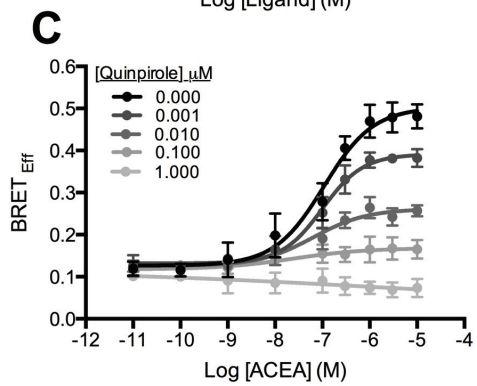 Log [Ligand] (M)
C
[Quinpirole] µM
0.000
0.001
0.010
0.100
1.000
0.6
0.5
0.4
0.3
0.2
0.1
0.0
BRET Eff
-12 -11 -10 -9 -8 -7 -6 -5 -4
Log [ACEA] (M)